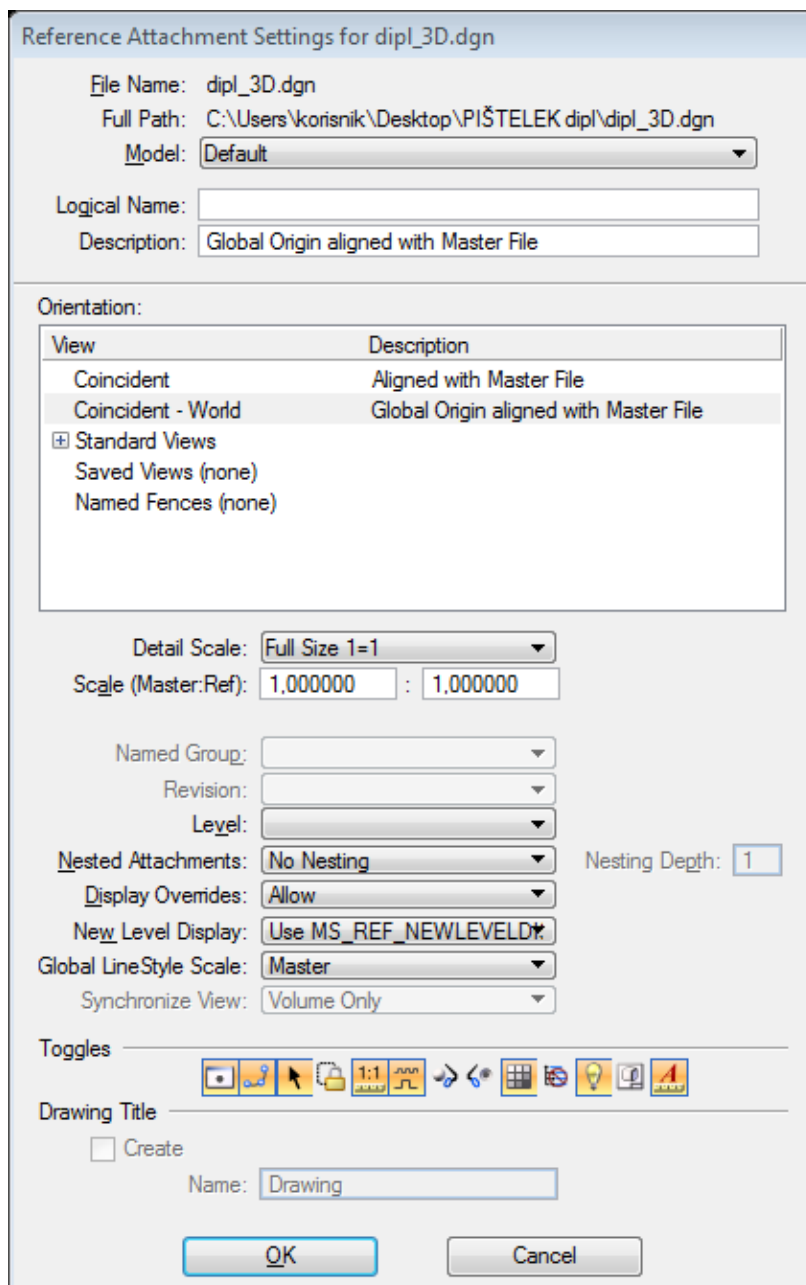 Reference Attachment Settings for dipl_3D.dgn
File Name: dipl_3D.dgn
Full Path: C:\Users\korisnik\Desktop\PIŠTELEK dipl\dipl_3D.dgn
Model: Default
Logical Name:
Description: Global Origin aligned with Master File
Orientation:
View Description
Coincident Aligned with Master File
Coincident - World Global Origin aligned with Master File
Standard Views
Saved Views (none)
Named Fences (none)
Detail Scale: Full Size 1=1
Scale (Master:Ref): 1,000000 : 1,000000
Named Group:
Revision:
Level:
Nested Attachments: No Nesting Nesting Depth: 1
Display Overrides: Allow
New Level Display: Use MS_REF_NEWLEVELDI
Global LineStyle Scale: Master
Synchronize View: Volume Only
Toggles
1:1 A
Drawing Title
Create
Name: Drawing
OK Cancel